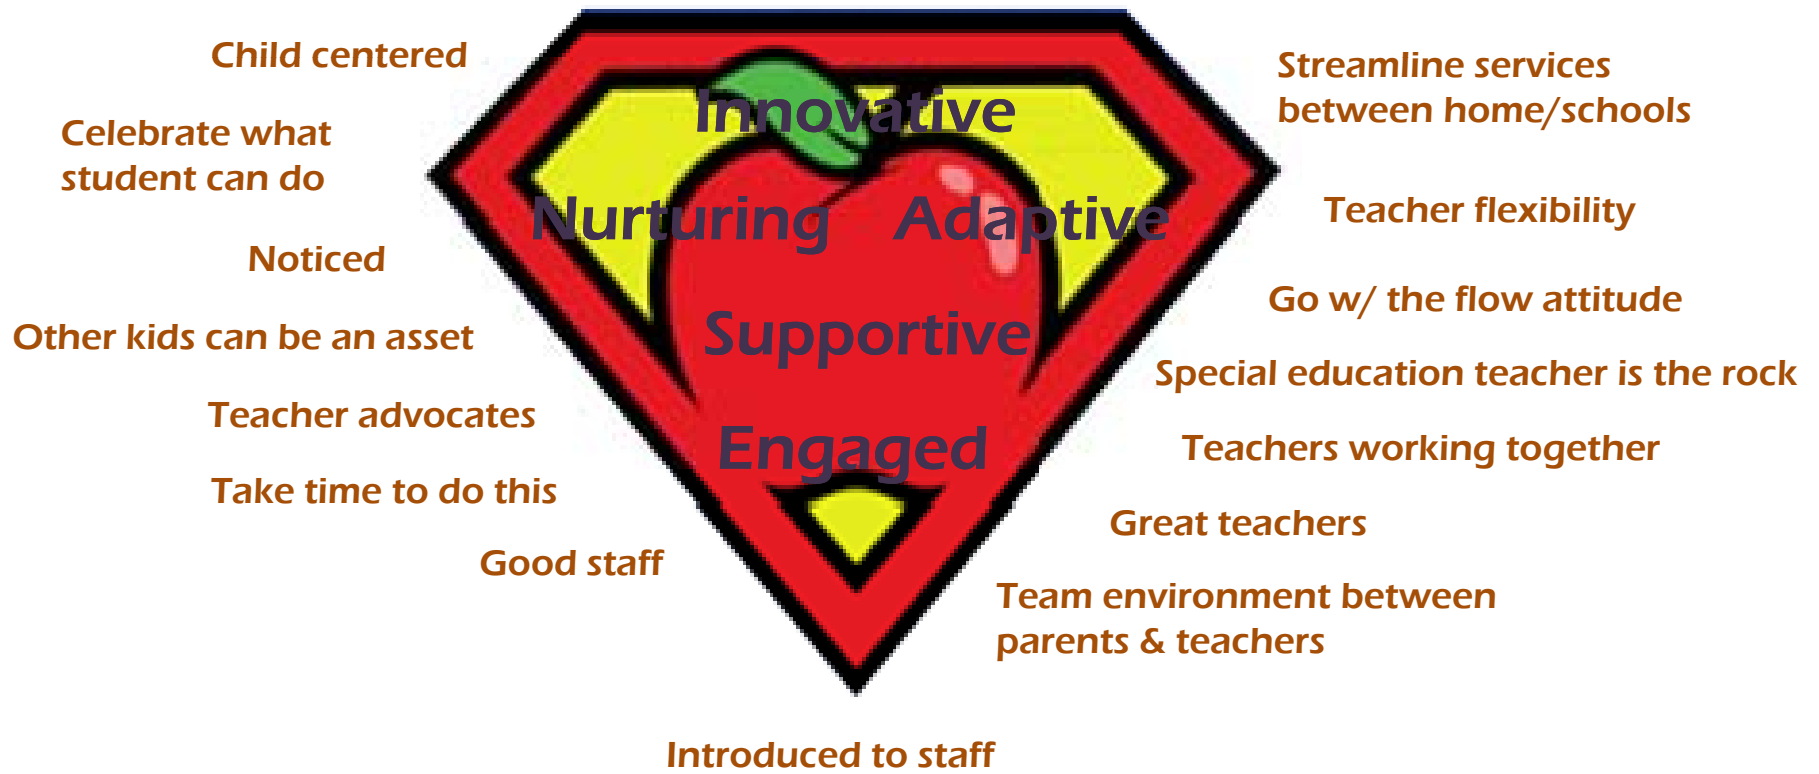 Child centered
Celebrate what
student can do
Noticed
Other kids can be an asset
Teacher advocates
Take time to do this
Good staff
Innovative
Nurturing Adaptive
Supportive
Engaged
Streamline services
between home/schools
Teacher flexibility
Go w/ the flow attitude
Special education teacher is the rock
Teachers working together
Great teachers
Team environment between
parents & teachers
Introduced to staff